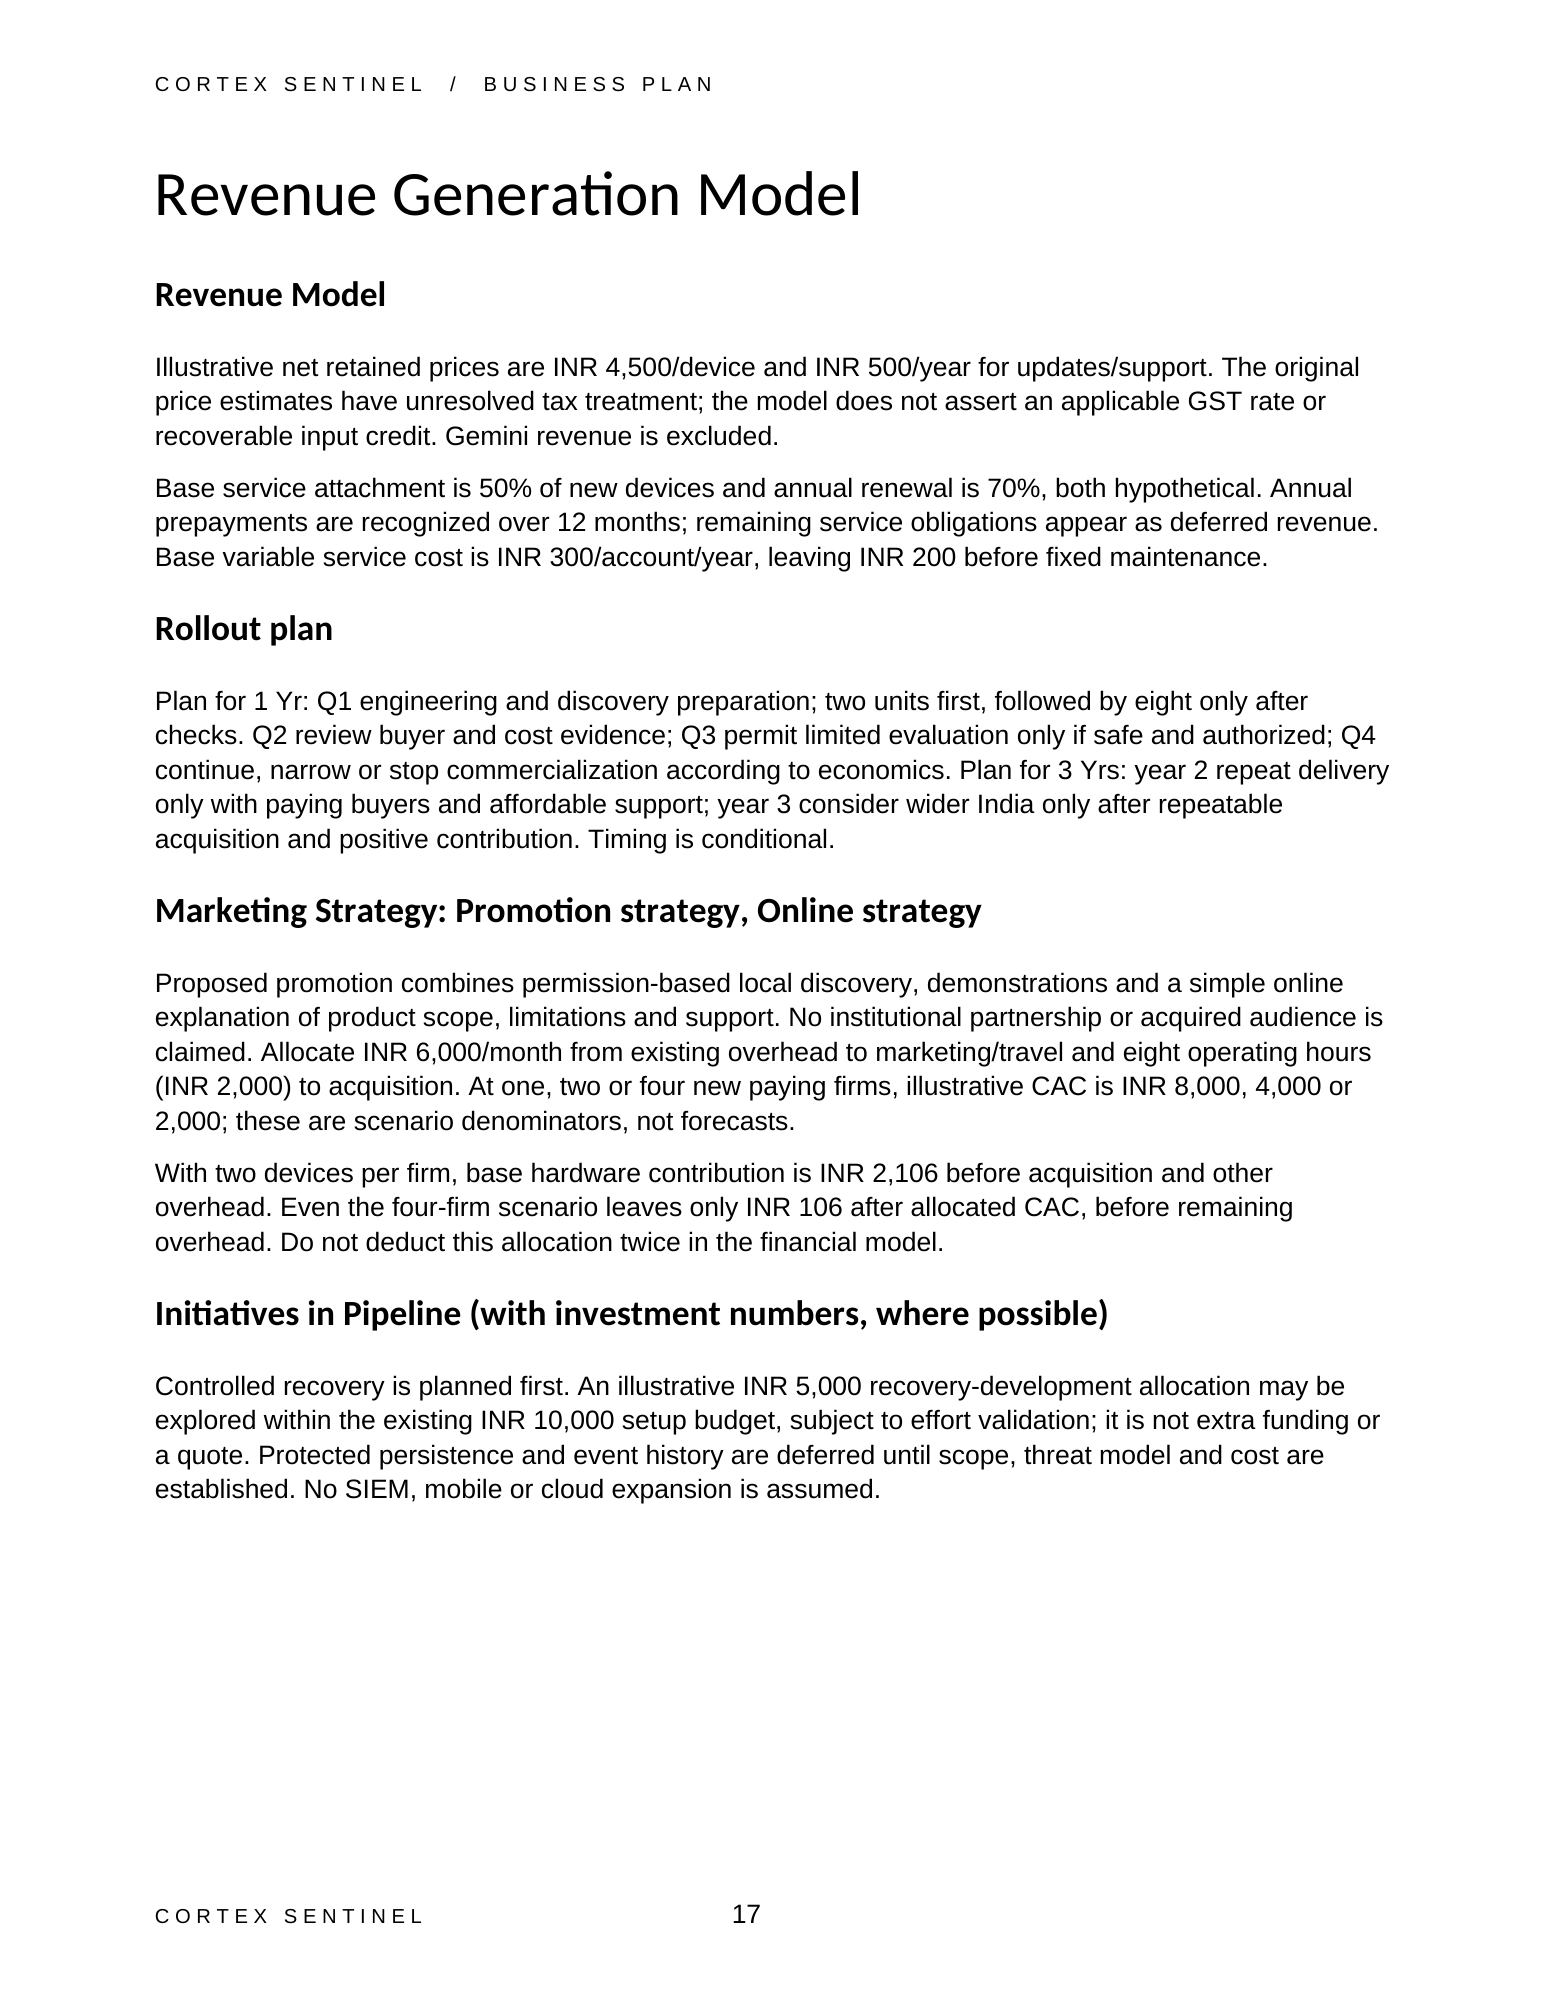 CORTEX SENTINEL / BUSINESS PLAN
Revenue Generation Model
Revenue Model
Illustrative net retained prices are INR 4,500/device and INR 500/year for updates/support. The original
price estimates have unresolved tax treatment; the model does not assert an applicable GST rate or
recoverable input credit. Gemini revenue is excluded.
Base service attachment is 50% of new devices and annual renewal is 70%, both hypothetical. Annual
prepayments are recognized over 12 months; remaining service obligations appear as deferred revenue.
Base variable service cost is INR 300/account/year, leaving INR 200 before fixed maintenance.
Rollout plan
Plan for 1 Yr: Q1 engineering and discovery preparation; two units first, followed by eight only after
checks. Q2 review buyer and cost evidence; Q3 permit limited evaluation only if safe and authorized; Q4
continue, narrow or stop commercialization according to economics. Plan for 3 Yrs: year 2 repeat delivery
only with paying buyers and affordable support; year 3 consider wider India only after repeatable
acquisition and positive contribution. Timing is conditional.
Marketing Strategy: Promotion strategy, Online strategy
Proposed promotion combines permission-based local discovery, demonstrations and a simple online
explanation of product scope, limitations and support. No institutional partnership or acquired audience is
claimed. Allocate INR 6,000/month from existing overhead to marketing/travel and eight operating hours
(INR 2,000) to acquisition. At one, two or four new paying firms, illustrative CAC is INR 8,000, 4,000 or
2,000; these are scenario denominators, not forecasts.
With two devices per firm, base hardware contribution is INR 2,106 before acquisition and other
overhead. Even the four-firm scenario leaves only INR 106 after allocated CAC, before remaining
overhead. Do not deduct this allocation twice in the financial model.
Initiatives in Pipeline (with investment numbers, where possible)
Controlled recovery is planned first. An illustrative INR 5,000 recovery-development allocation may be
explored within the existing INR 10,000 setup budget, subject to effort validation; it is not extra funding or
a quote. Protected persistence and event history are deferred until scope, threat model and cost are
established. No SIEM, mobile or cloud expansion is assumed.
CORTEX SENTINEL 17